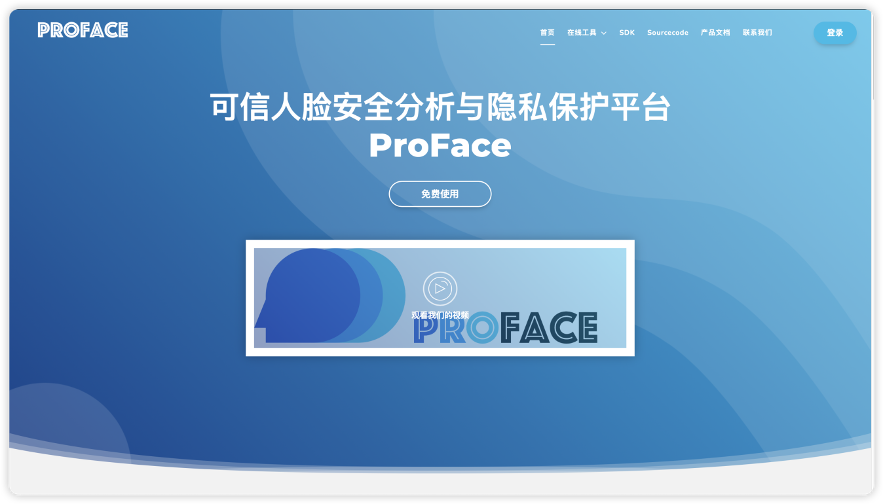 PROFACE
首页 在线工具 SDK Sourcecode 产品文档 联系我们 登录
可信人脸安全分析与隐私保护平台
ProFace
免费使用
观看我们的视频
PROFACE